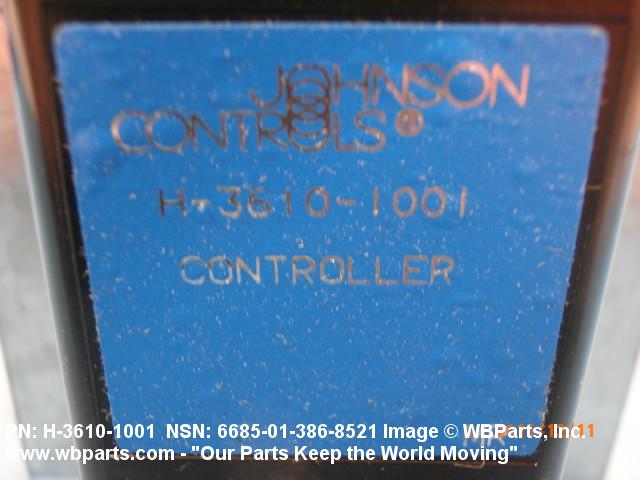 JOHNSON
CONTROLS®
H-3610-1001
CONTROLLER
PN: H-3610-1001 NSN: 6685-01-386-8521 Image © WBParts, Inc.
www.wbparts.com - "Our Parts Keep the World Moving"